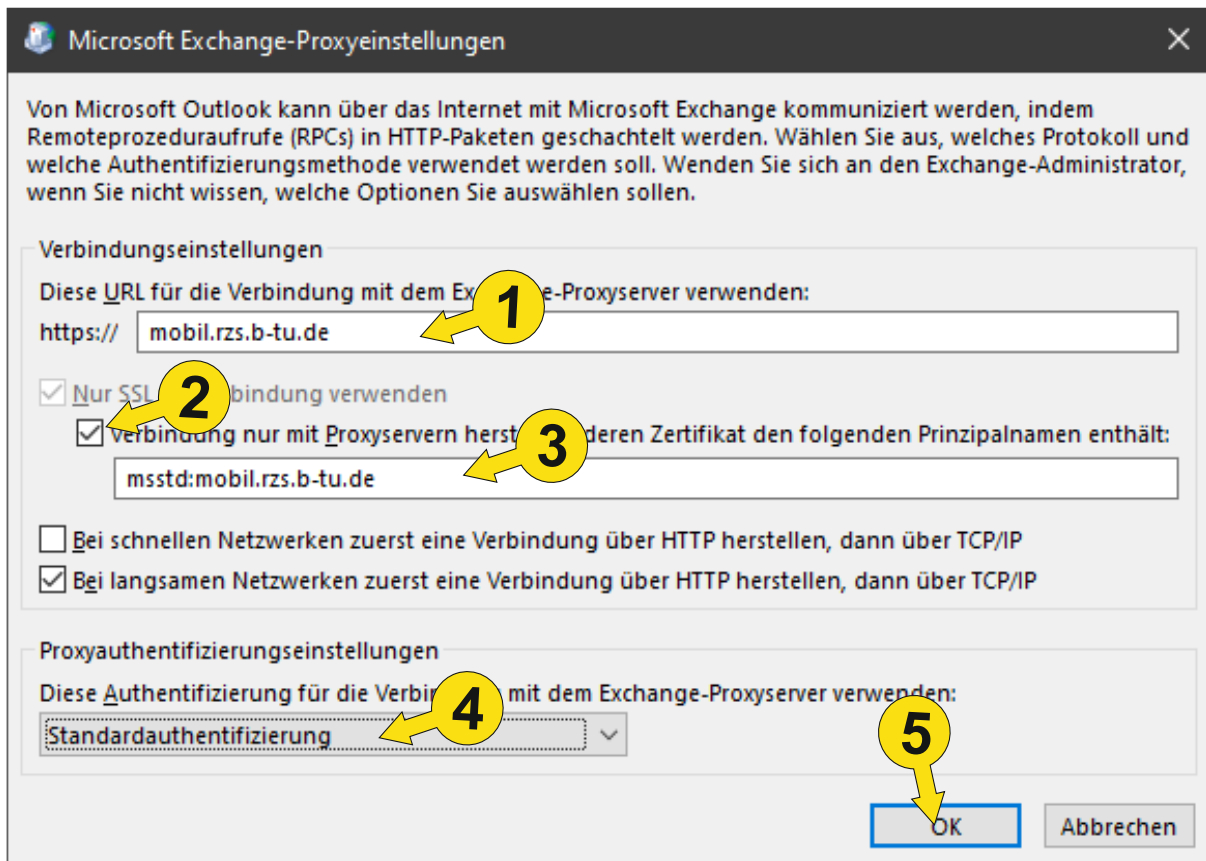 Microsoft Exchange-Proxyeinstellungen
Von Microsoft Outlook kann über das Internet mit Microsoft Exchange kommuniziert werden, indem
Remoteprozeduraufrufe (RPCs) in HTTP-Paketen geschachtelt werden. Wählen Sie aus, welches Protokoll und
welche Authentifizierungsmethode verwendet werden soll. Wenden Sie sich an den Exchange-Administrator,
wenn Sie nicht wissen, welche Optionen Sie auswählen sollen.
Verbindungseinstellungen
Diese URL für die Verbindung mit dem Ex 1 e-Proxyserver verwenden:
https:// mobil.rzs.b-tu.de
Nur SSL 2 bindung verwenden
Verbindung nur mit Proxyservern herst 3 deren Zertifikat den folgenden Prinzipalnamen enthält:
msstd:mobil.rzs.b-tu.de
Bei schnellen Netzwerken zuerst eine Verbindung über HTTP herstellen, dann über TCP/IP
Bei langsamen Netzwerken zuerst eine Verbindung über HTTP herstellen, dann über TCP/IP
Proxyauthentifizierungseinstellungen
Diese Authentifizierung für die Verbi 4 mit dem Exchange-Proxyserver verwenden:
Standardauthentifizierung
5
OK Abbrechen